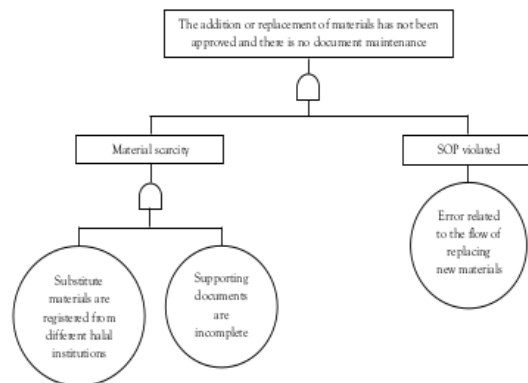 The addition or replacement of materials has not been
approved and there is no document maintenance
Material scarcity
SOP violated
Substitute
materials are
registered from
different halal
institutions
Supporting
documents
are
incomplete
Error related
to the flow of
replacing
new materials